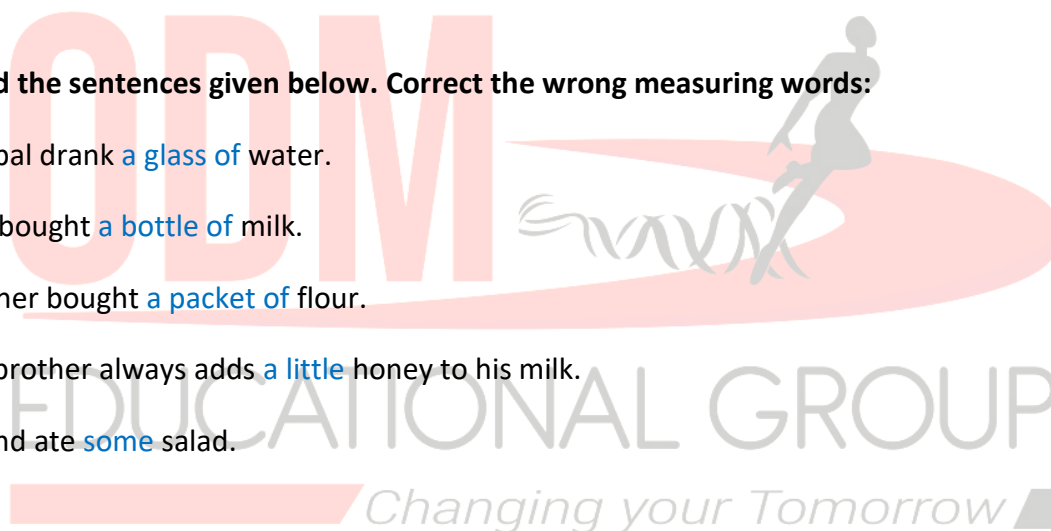 ODM
d the sentences given below. Correct the wrong measuring words:
pal drank a glass of water.
bought a bottle of milk.
her bought a packet of flour.
brother always adds a little honey to his milk.
EDUCATIONAL GROUP
nd ate some salad.
Changing your Tomorrow